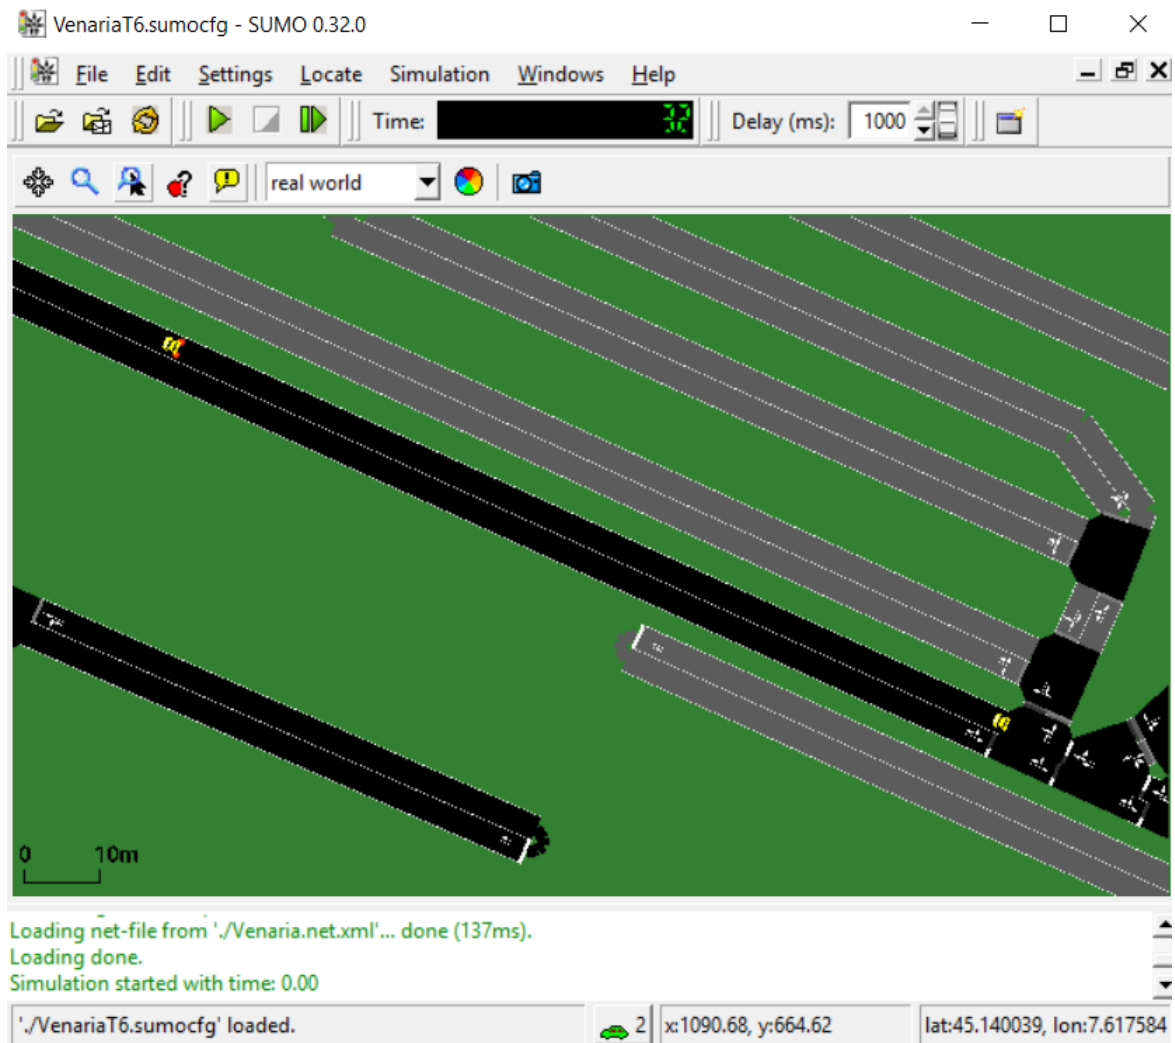 VenariaT6.sumocfg - SUMO 0.32.0
File Edit Settings Locate Simulation Windows Help
Time: 32 Delay (ms): 1000
real world
0 10m
Loading net-file from './Venaria.net.xml'... done (137ms).
Loading done.
Simulation started with time: 0.00
'./VenariaT6.sumocfg' loaded. 2 x:1090.68, y:664.62 lat:45.140039, lon:7.617584